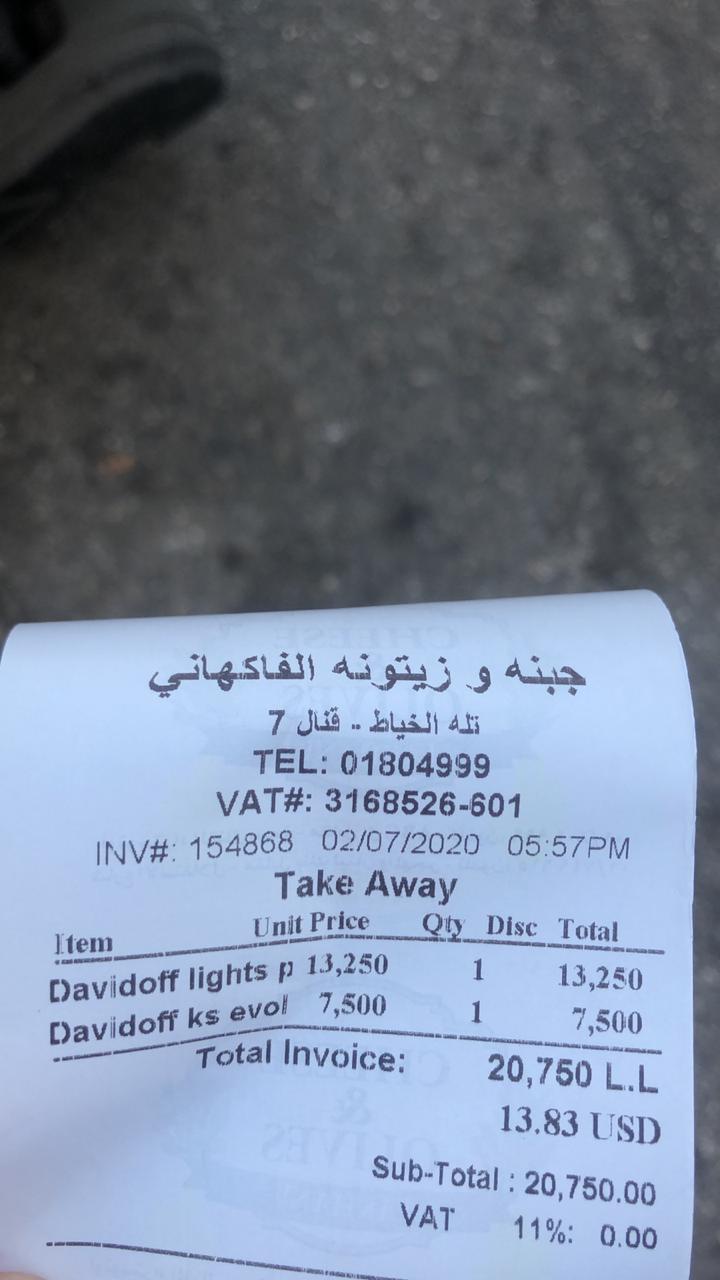 جبنه و زيتونه الفاكهاني
تله الخياط .. قنال 7
TEL: 01804999
VAT#: 3168526-601
INV#: 154868 02/07/2020 05:57PM
Take Away
Item Unit Price Qty Disc Total
Davidoff lights p 13,250 1 13,250
Davidoff ks evol 7,500 1 7,500
Total Invoice: 20,750 L.L
13.83 USD
Sub-Total : 20,750.00
VAT 11%: 0.00